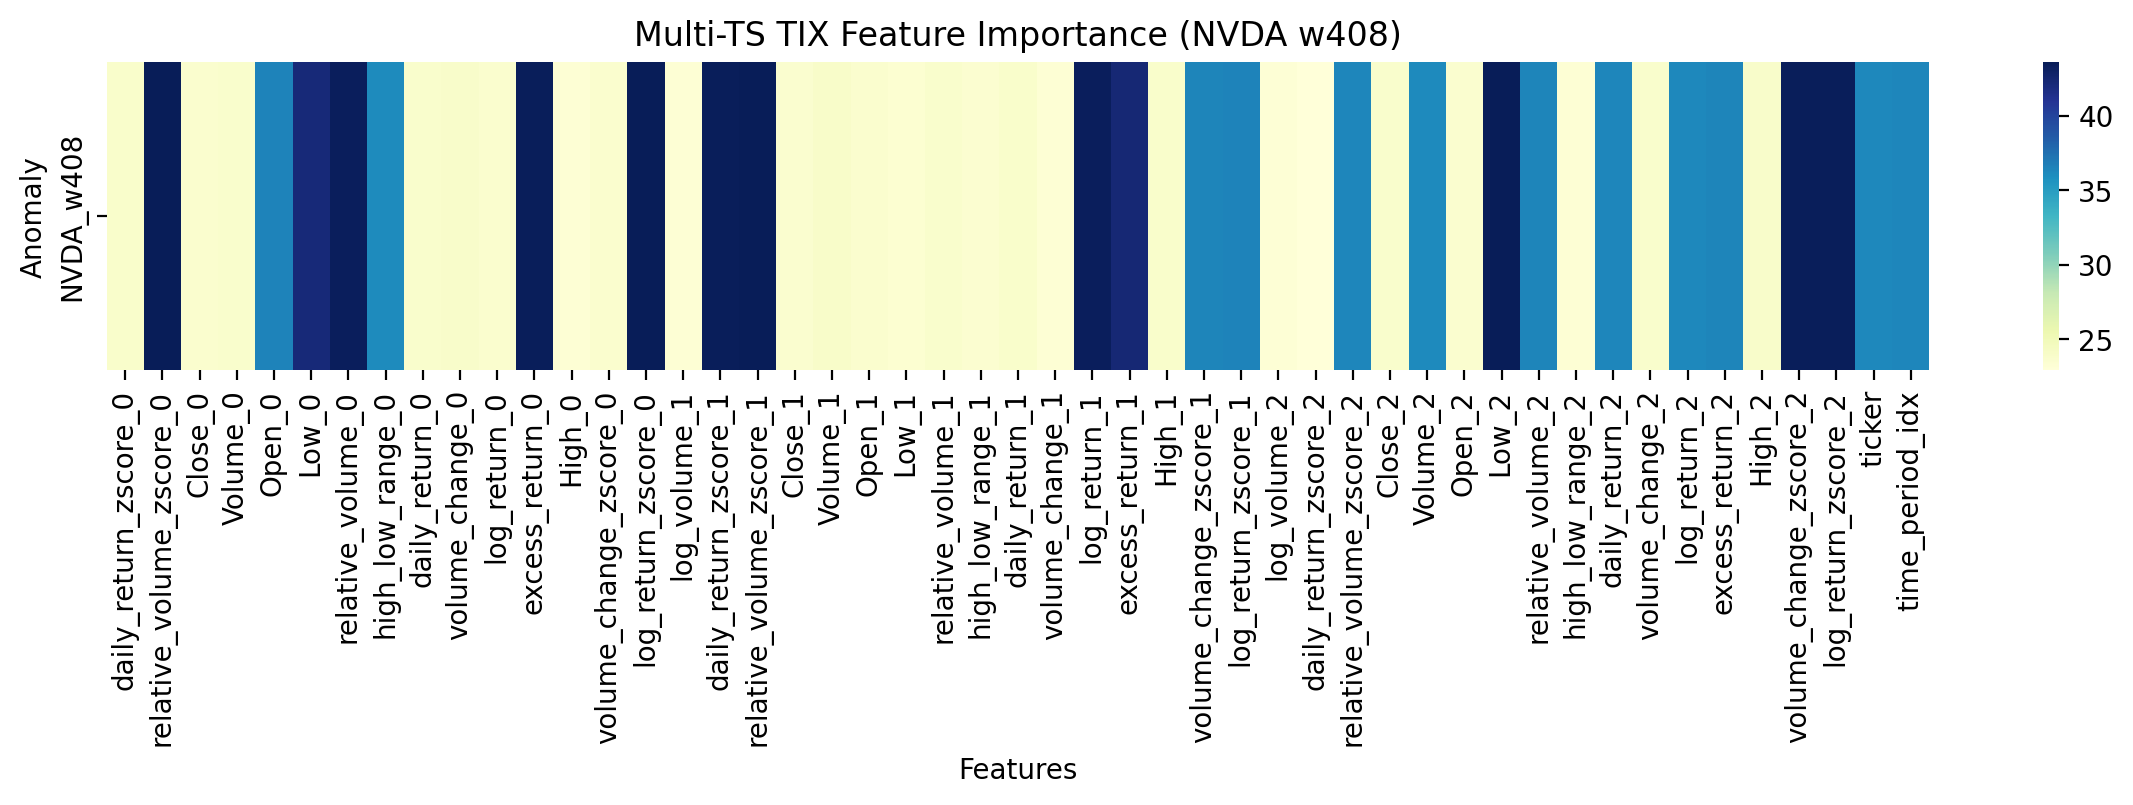 Multi-TS TIX Feature Importance (NVDA w408)
Anomaly
NVDA_w408
40
35
30
25
daily_return_zscore_0
relative_volume_zscore_0
Close_0
Volume_0
Open_0
Low_0
relative_volume_0
high_low_range_0
daily_return_0
volume_change_0
log_return_0
excess_return_0
High_0
volume_change_zscore_0
log_return_zscore_0
log_volume_1
daily_return_zscore_1
relative_volume_zscore_1
Close_1
Volume_1
Open_1
Low_1
relative_volume_1
high_low_range_1
daily_return_1
volume_change_1
log_return_1
excess_return_1
High_1
volume_change_zscore_1
log_return_zscore_1
log_volume_2
daily_return_zscore_2
relative_volume_zscore_2
Close_2
Volume_2
Open_2
Low_2
relative_volume_2
high_low_range_2
daily_return_2
volume_change_2
log_return_2
excess_return_2
High_2
volume_change_zscore_2
log_return_zscore_2
ticker
time_period_idx
Features